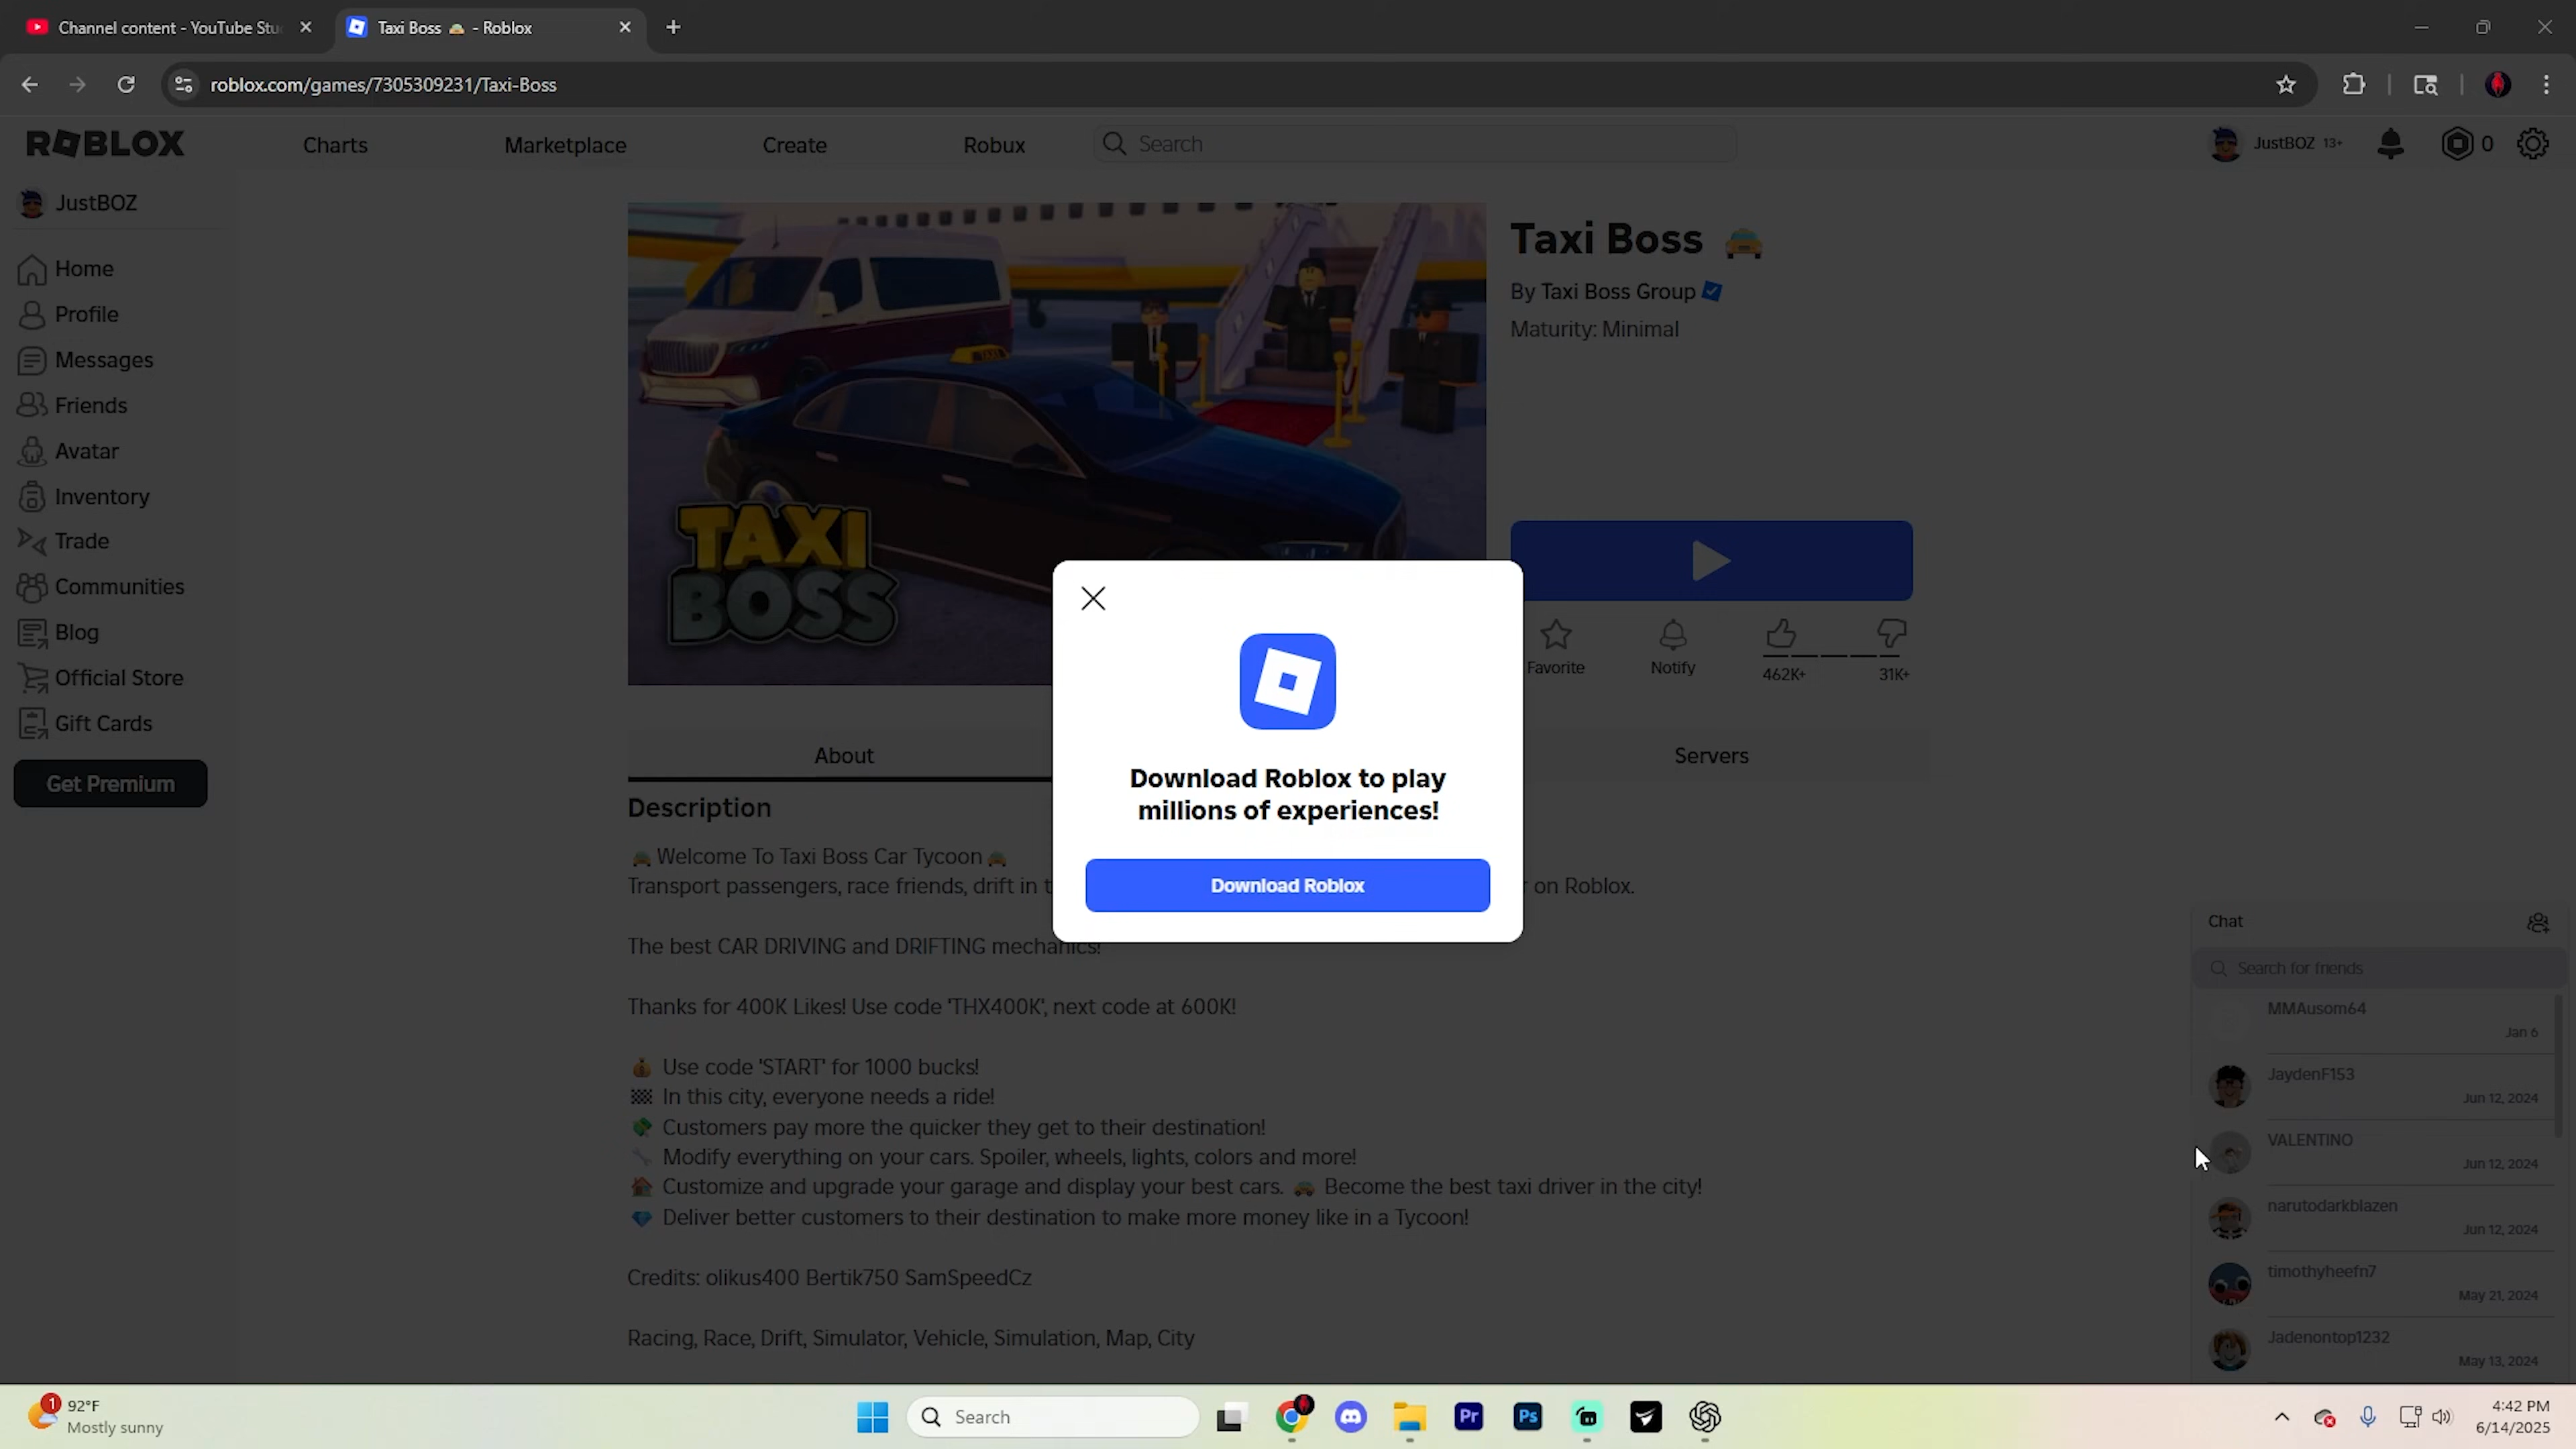 Channel content - YouTube Stu
Taxi Boss 🚕 - Roblox
roblox.com/games/7305309231/Taxi-Boss
ROBLOX
Charts
Marketplace
Create
Robux
Search
JustBOZ 13+
0
JustBOZ
Home
Profile
Messages
Friends
Avatar
Inventory
Trade
Communities
Blog
Official Store
Gift Cards
Get Premium
TAXI
TAXI
BOSS
Taxi Boss 🚕
By Taxi Boss Group
Maturity: Minimal
Favorite
Notify
462K+
31K+
About
Servers
Download Roblox to play
millions of experiences!
Download Roblox
Description
🚕 Welcome To Taxi Boss Car Tycoon 🚕
Transport passengers, race friends, drift in t
r on Roblox.
The best CAR DRIVING and DRIFTING mechanics!
Thanks for 400K Likes! Use code 'THX400K', next code at 600K!
💰 Use code 'START' for 1000 bucks!
🏁 In this city, everyone needs a ride!
💸 Customers pay more the quicker they get to their destination!
🔧 Modify everything on your cars. Spoiler, wheels, lights, colors and more!
🏠 Customize and upgrade your garage and display your best cars. 🚕 Become the best taxi driver in the city!
💎 Deliver better customers to their destination to make more money like in a Tycoon!
Credits: olikus400 Bertik750 SamSpeedCz
Racing, Race, Drift, Simulator, Vehicle, Simulation, Map, City
Chat
Search for friends
MMAusom64
Jan 6
JaydenF153
Jun 12, 2024
VALENTINO
Jun 12, 2024
narutodarkblazen
Jun 12, 2024
timothyheefn7
May 21, 2024
Jadenontop1232
May 13, 2024
1
92°F
Mostly sunny
Search
Pr
Ps
4:42 PM
6/14/2025